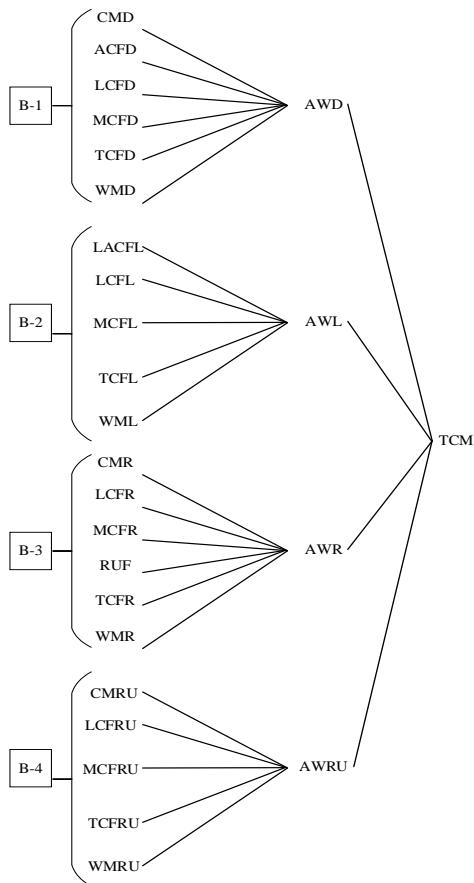 CMD
ACFD
LCFD
B-1
MCFD
AWD
TCFD
WMD
LACFL
LCFL
B-2
MCFL
AWL
TCFL
WML
TCM
CMR
LCFR
MCFR
B-3
RUF
AWR
TCFR
WMR
CMRU
LCFRU
B-4
MCFRU
AWRU
TCFRU
WMRU